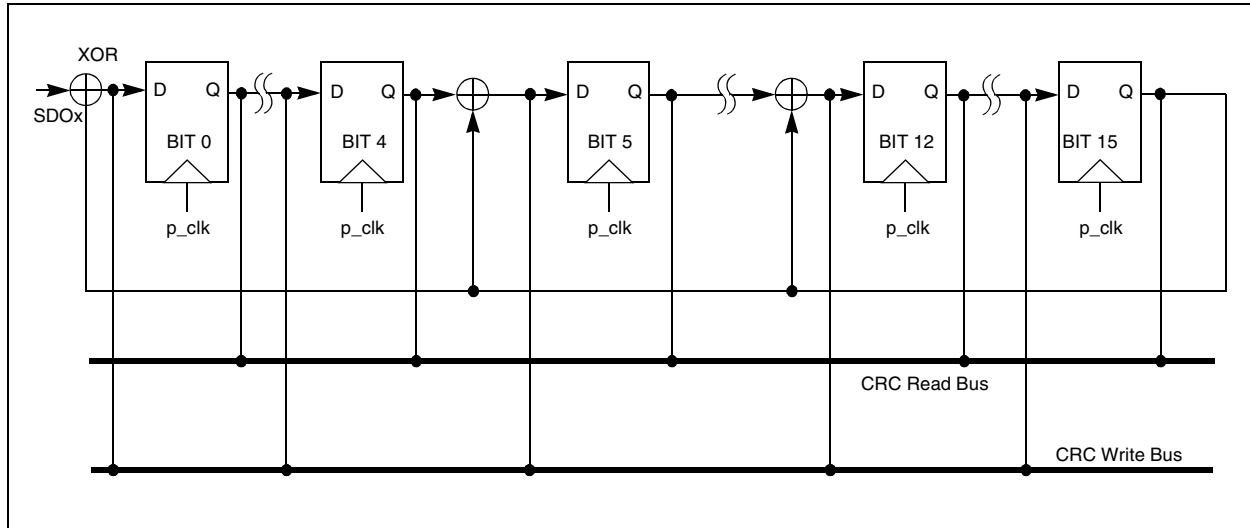 XOR
SDOx
D Q
BIT 0
p_clk
D Q
BIT 4
p_clk
D Q
BIT 5
p_clk
D Q
BIT 12
p_clk
D Q
BIT 15
p_clk
CRC Read Bus
CRC Write Bus